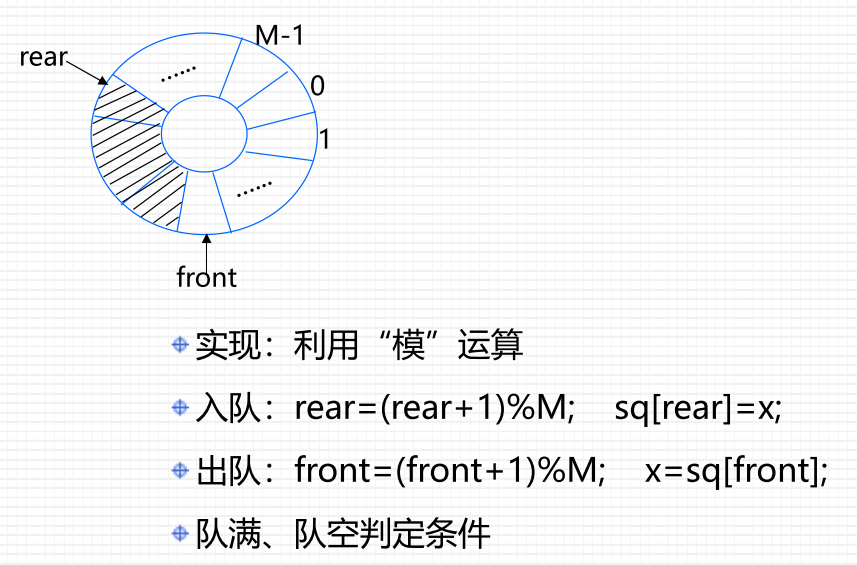 M-1
rear
......
0
1
......
front
实现：利用“模”运算
入队：rear=(rear+1)%M; sq[rear]=x;
出队：front=(front+1)%M; x=sq[front];
队满、队空判定条件